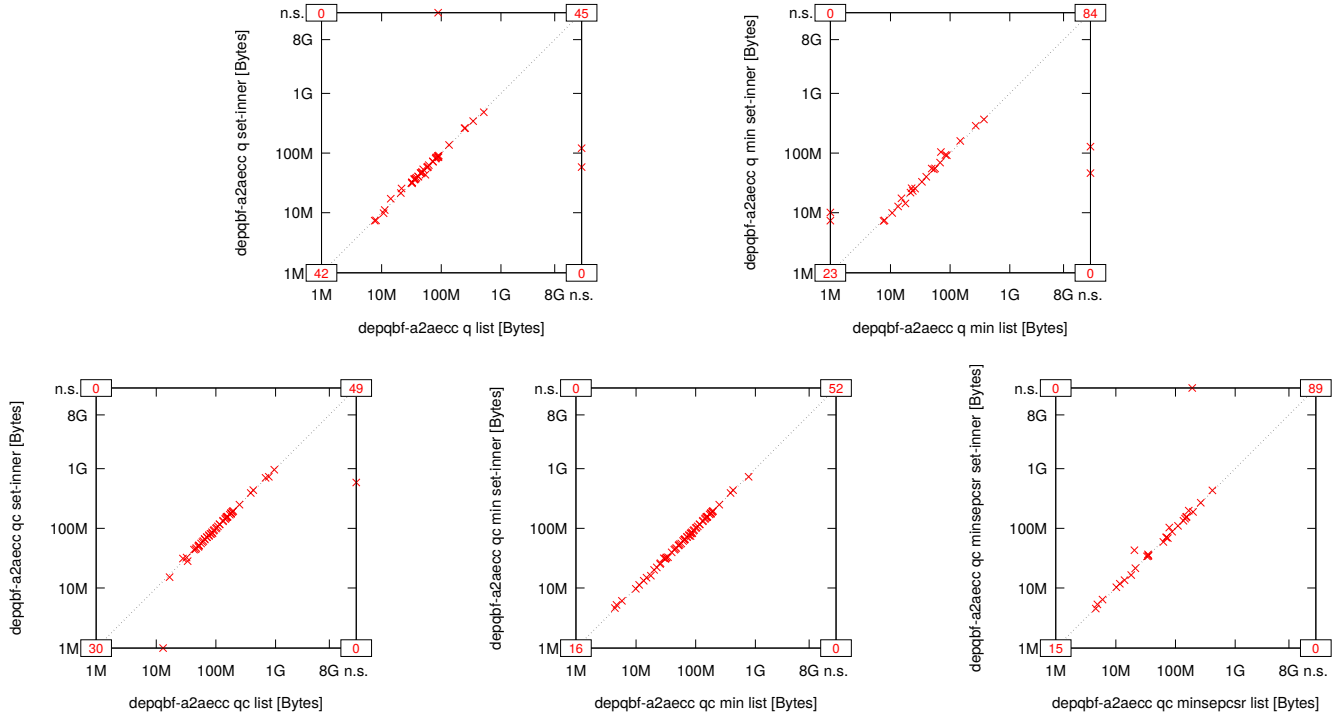 n.s. 0 45
8G
1G
100M
10M
1M 42 0
1M 10M 100M 1G 8G n.s.
depqbf-a2aecc q set-inner [Bytes]
depqbf-a2aecc q list [Bytes]
n.s. 0 84
8G
1G
100M
10M
1M 23 0
1M 10M 100M 1G 8G n.s.
depqbf-a2aecc q min set-inner [Bytes]
depqbf-a2aecc q min list [Bytes]
n.s. 0 49
8G
1G
100M
10M
1M 30 0
1M 10M 100M 1G 8G n.s.
depqbf-a2aecc qc set-inner [Bytes]
depqbf-a2aecc qc list [Bytes]
n.s. 0 52
8G
1G
100M
10M
1M 16 0
1M 10M 100M 1G 8G n.s.
depqbf-a2aecc qc min set-inner [Bytes]
depqbf-a2aecc qc min list [Bytes]
n.s. 0 89
8G
1G
100M
10M
1M 15 0
1M 10M 100M 1G 8G n.s.
depqbf-a2aecc qc minsepcsr set-inner [Bytes]
depqbf-a2aecc qc minsepcsr list [Bytes]